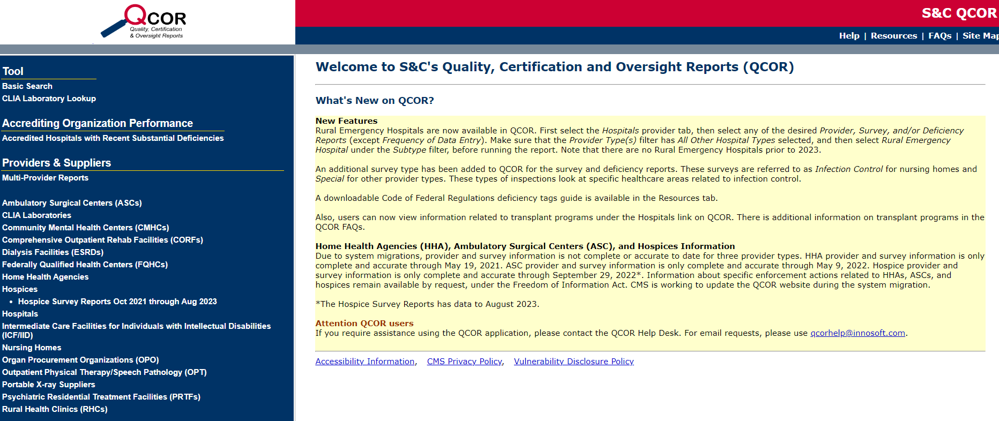 QCOR
Quality, Certification
& Oversight Reports
S&C QCOR
Help | Resources | FAQs | Site Map
Tool
Basic Search
CLIA Laboratory Lookup
Accrediting Organization Performance
Accredited Hospitals with Recent Substantial Deficiencies
Providers & Suppliers
Multi-Provider Reports
Ambulatory Surgical Centers (ASCs)
CLIA Laboratories
Community Mental Health Centers (CMHCs)
Comprehensive Outpatient Rehab Facilities (CORFs)
Dialysis Facilities (ESRDs)
Federally Qualified Health Centers (FQHCs)
Home Health Agencies
Hospices
• Hospice Survey Reports Oct 2021 through Aug 2023
Hospitals
Intermediate Care Facilities for Individuals with Intellectual Disabilities
(ICF/IID)
Nursing Homes
Organ Procurement Organizations (OPO)
Outpatient Physical Therapy/Speech Pathology (OPT)
Portable X-ray Suppliers
Psychiatric Residential Treatment Facilities (PRTFs)
Rural Health Clinics (RHCs)
Welcome to S&C's Quality, Certification and Oversight Reports (QCOR)
What's New on QCOR?
New Features
Rural Emergency Hospitals are now available in QCOR. First select the Hospitals provider tab, then select any of the desired Provider, Survey, and/or Deficiency
Reports (except Frequency of Data Entry). Make sure that the Provider Type(s) filter has All Other Hospital Types selected, and then select Rural Emergency
Hospital under the Subtype filter, before running the report. Note that there are no Rural Emergency Hospitals prior to 2023.
An additional survey type has been added to QCOR for the survey and deficiency reports. These surveys are referred to as Infection Control for nursing homes and
Special for other provider types. These types of inspections look at specific healthcare areas related to infection control.
A downloadable Code of Federal Regulations deficiency tags guide is available in the Resources tab.
Also, users can now view information related to transplant programs under the Hospitals link on QCOR. There is additional information on transplant programs in the
QCOR FAQs.
Home Health Agencies (HHA), Ambulatory Surgical Centers (ASC), and Hospices Information
Due to system migrations, provider and survey information is not complete or accurate to date for three provider types. HHA provider and survey information is only
complete and accurate through May 19, 2021. ASC provider and survey information is only complete and accurate through May 9, 2022. Hospice provider and
survey information is only complete and accurate through September 29, 2022*. Information about specific enforcement actions related to HHAs, ASCs, and
hospices remain available by request, under the Freedom of Information Act. CMS is working to update the QCOR website during the system migration.
*The Hospice Survey Reports has data to August 2023.
Attention QCOR users
If you require assistance using the QCOR application, please contact the QCOR Help Desk. For email requests, please use qcorhelp@innosoft.com.
Accessibility Information, CMS Privacy Policy, Vulnerability Disclosure Policy